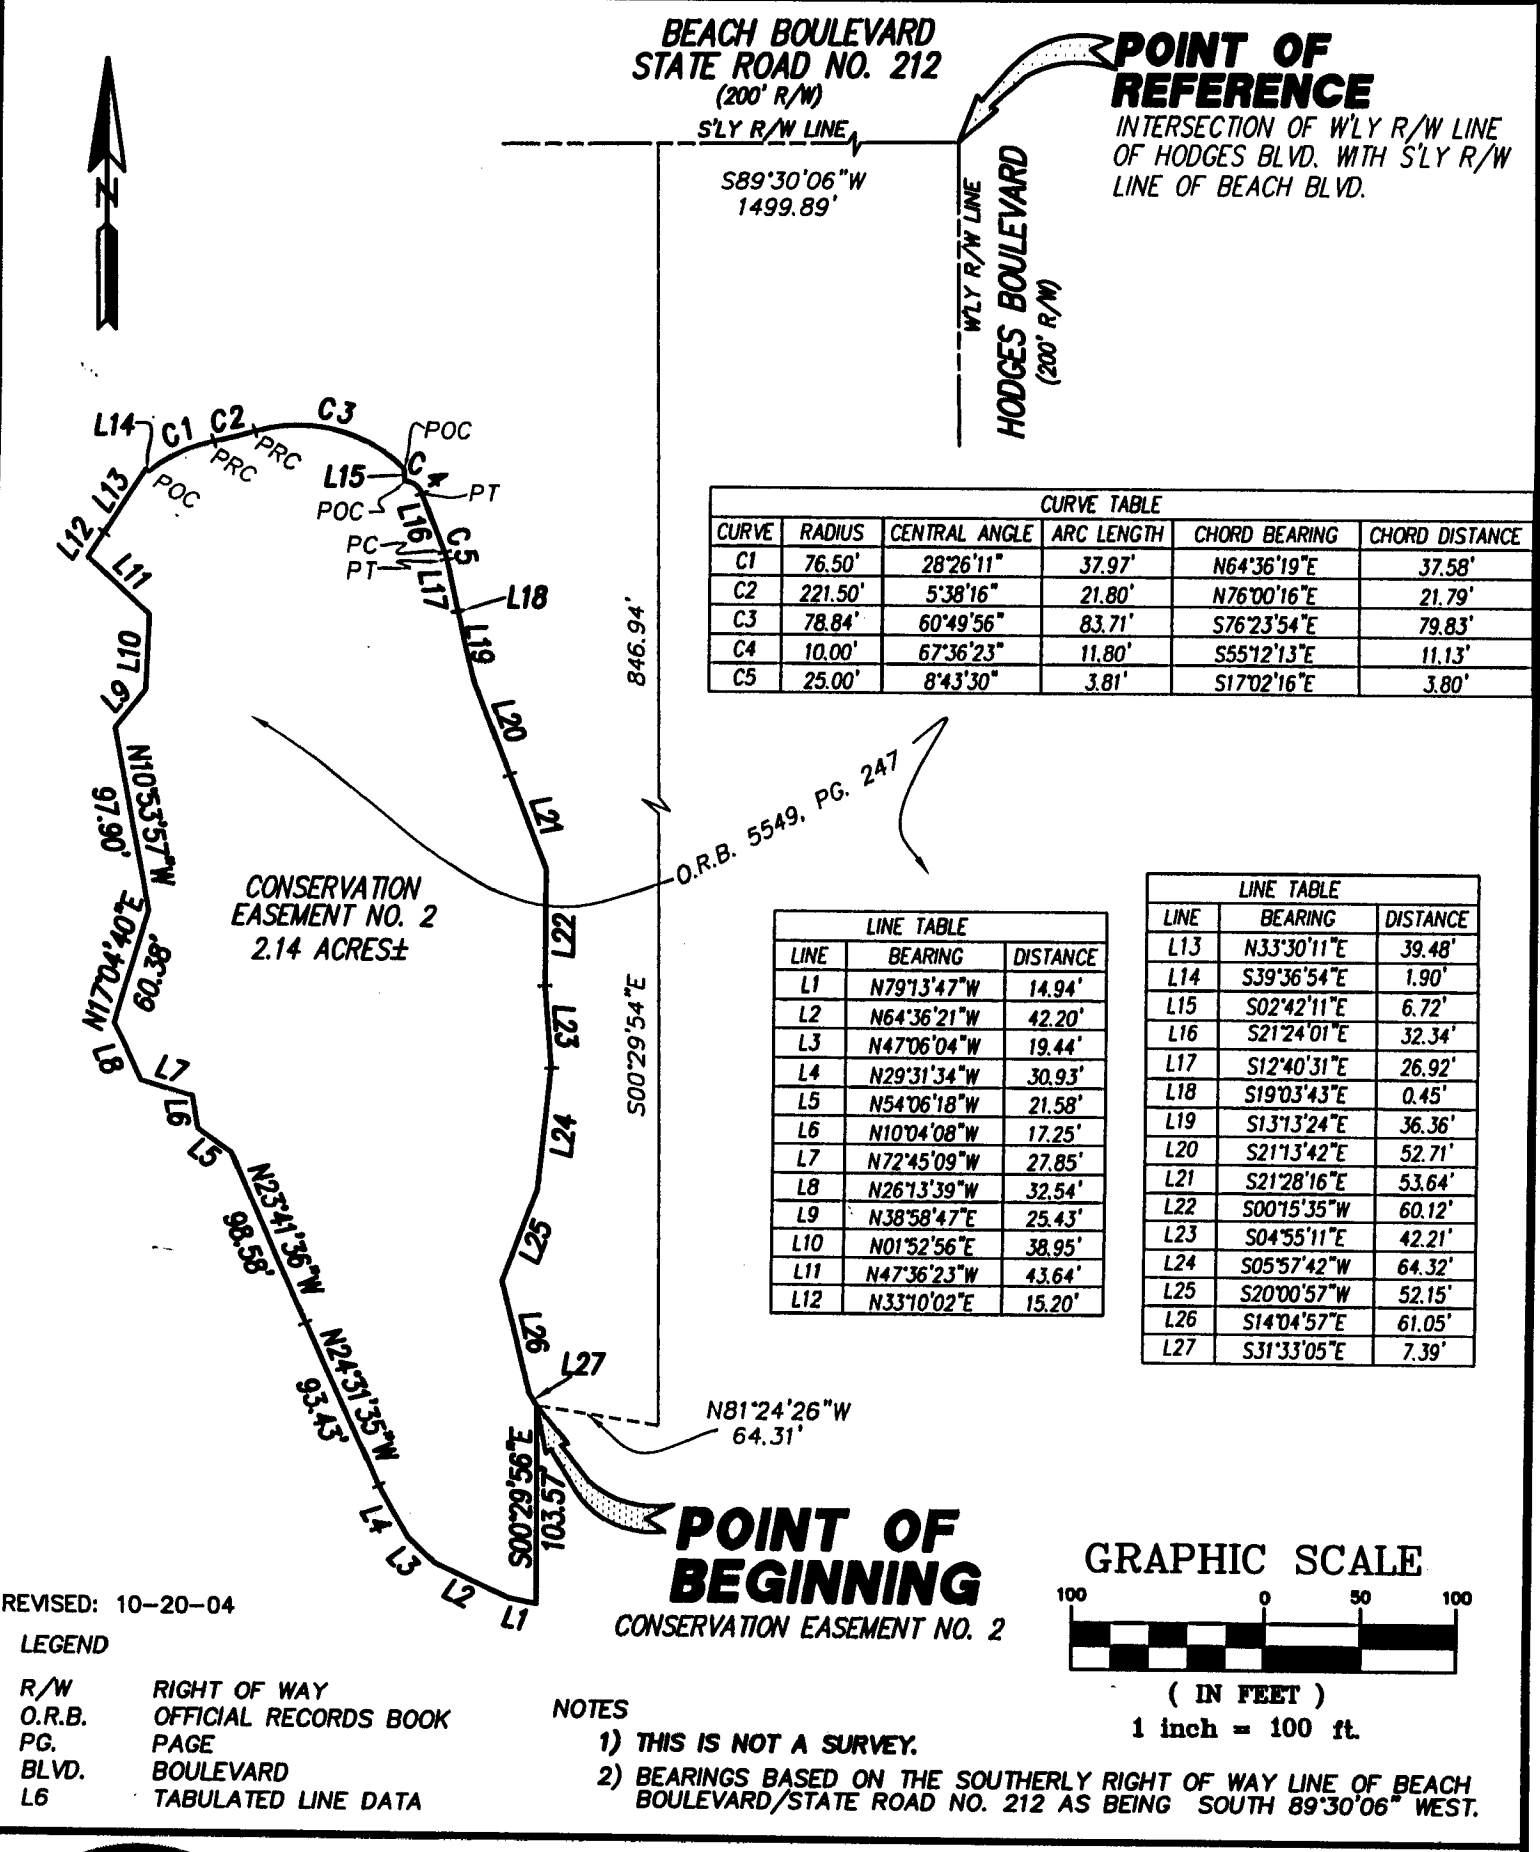 BEACH BOULEVARD
STATE ROAD NO. 212
(200' R/W)
S'LY R/W LINE
S89°30'06"W
1499.89'
POINT OF
REFERENCE
INTERSECTION OF W'LY R/W LINE
OF HODGES BLVD. WITH S'LY R/W
LINE OF BEACH BLVD.
W'LY R/W LINE
HODGES BOULEVARD
(200' R/W)
N
L14
C1
C2
C3
POC
PRC
PRC
POC
L15
POC
C4
PT
L16
PC
C5
PT
L17
L18
L13
L12
L11
L10
L9
L19
L20
L21
L22
L23
L24
L25
L26
L27
846.94'
S00°29'54"E
CURVE TABLE
CURVE RADIUS CENTRAL ANGLE ARC LENGTH CHORD BEARING CHORD DISTANCE
C1 76.50' 28°26'11" 37.97' N64°36'19"E 37.58'
C2 221.50' 5°38'16" 21.80' N76°00'16"E 21.79'
C3 78.84' 60°49'56" 83.71' S76°23'54"E 79.83'
C4 10.00' 67°36'23" 11.80' S55°12'13"E 11.13'
C5 25.00' 8°43'30" 3.81' S17°02'16"E 3.80'
O.R.B. 5549, PG. 247
N10°53'57"W
97.90'
CONSERVATION
EASEMENT NO. 2
2.14 ACRES±
N17°04'40"E
60.38'
L8
L7
L6
L5
N23°41'36"W
98.58'
N24°31'35"W
93.43'
L4
L3
L2
L1
LINE TABLE
LINE BEARING DISTANCE
L1 N79°13'47"W 14.94'
L2 N64°36'21"W 42.20'
L3 N47°06'04"W 19.44'
L4 N29°31'34"W 30.93'
L5 N54°06'18"W 21.58'
L6 N10°04'08"W 17.25'
L7 N72°45'09"W 27.85'
L8 N26°13'39"W 32.54'
L9 N38°58'47"E 25.43'
L10 N01°52'56"E 38.95'
L11 N47°36'23"W 43.64'
L12 N33°10'02"E 15.20'
LINE TABLE
LINE BEARING DISTANCE
L13 N33°30'11"E 39.48'
L14 S39°36'54"E 1.90'
L15 S02°42'11"E 6.72'
L16 S21°24'01"E 32.34'
L17 S12°40'31"E 26.92'
L18 S19°03'43"E 0.45'
L19 S13°13'24"E 36.36'
L20 S21°13'42"E 52.71'
L21 S21°28'16"E 53.64'
L22 S00°15'35"W 60.12'
L23 S04°55'11"E 42.21'
L24 S05°57'42"W 64.32'
L25 S20°00'57"W 52.15'
L26 S14°04'57"E 61.05'
L27 S31°33'05"E 7.39'
N81°24'26"W
64.31'
S00°29'56"E
103.57'
POINT OF
BEGINNING
CONSERVATION EASEMENT NO. 2
GRAPHIC SCALE
100 0 50 100
( IN FEET )
1 inch = 100 ft.
REVISED: 10-20-04
LEGEND
R/W RIGHT OF WAY
O.R.B. OFFICIAL RECORDS BOOK
PG. PAGE
BLVD. BOULEVARD
L6 TABULATED LINE DATA
NOTES
1) THIS IS NOT A SURVEY.
2) BEARINGS BASED ON THE SOUTHERLY RIGHT OF WAY LINE OF BEACH
BOULEVARD/STATE ROAD NO. 212 AS BEING SOUTH 89°30'06" WEST.